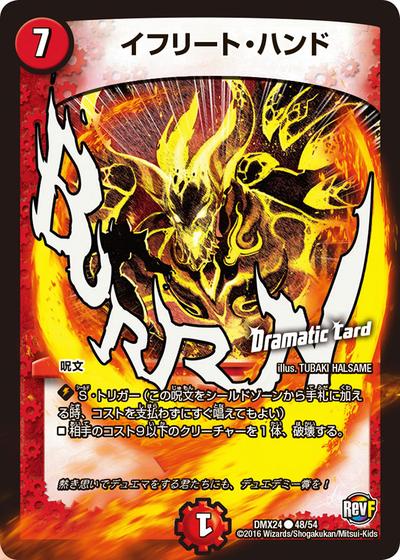 7
イフリート・ハンド
BURRN
Dramatic Card
illus. TUBAKI HALSAME
呪文
S・トリガー(この呪文をシールドゾーンから手札に加え
る時、コストを支払わずにすぐ唱えてもよい)
■ 相手のコスト9以下のクリーチャーを1体、破壊する。
熱き思いでデュエマをする君たちにも、デュエデミー賞を!
RevF
1
DMX24 ● 48/54
©2016 Wizards/Shogakukan/Mitsui-Kids